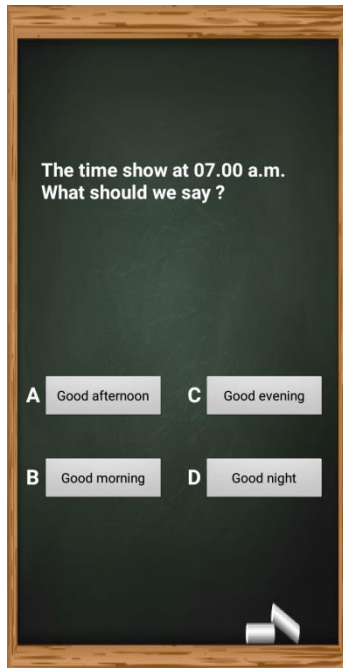 The time show at 07.00 a.m.
What should we say ?
A Good afternoon
C Good evening
B Good morning
D Good night